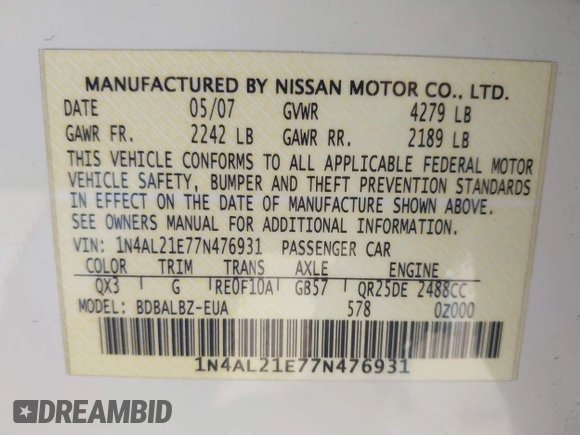 MANUFACTURED BY NISSAN MOTOR CO., LTD.
DATE 05/07 GVWR 4279 LB
GAWR FR. 2242 LB GAWR RR. 2189 LB
THIS VEHICLE CONFORMS TO ALL APPLICABLE FEDERAL MOTOR
VEHICLE SAFETY, BUMPER AND THEFT PREVENTION STANDARDS
IN EFFECT ON THE DATE OF MANUFACTURE SHOWN ABOVE.
SEE OWNERS MANUAL FOR ADDITIONAL INFORMATION.
VIN: 1N4AL21E77N476931 PASSENGER CAR
COLOR TRIM TRANS AXLE ENGINE
QX3 G RE0F10A GB57 QR25DE 2488CC
MODEL: BDBALBZ-EUA 578 0Z000
1N4AL21E77N476931
DREAMBID